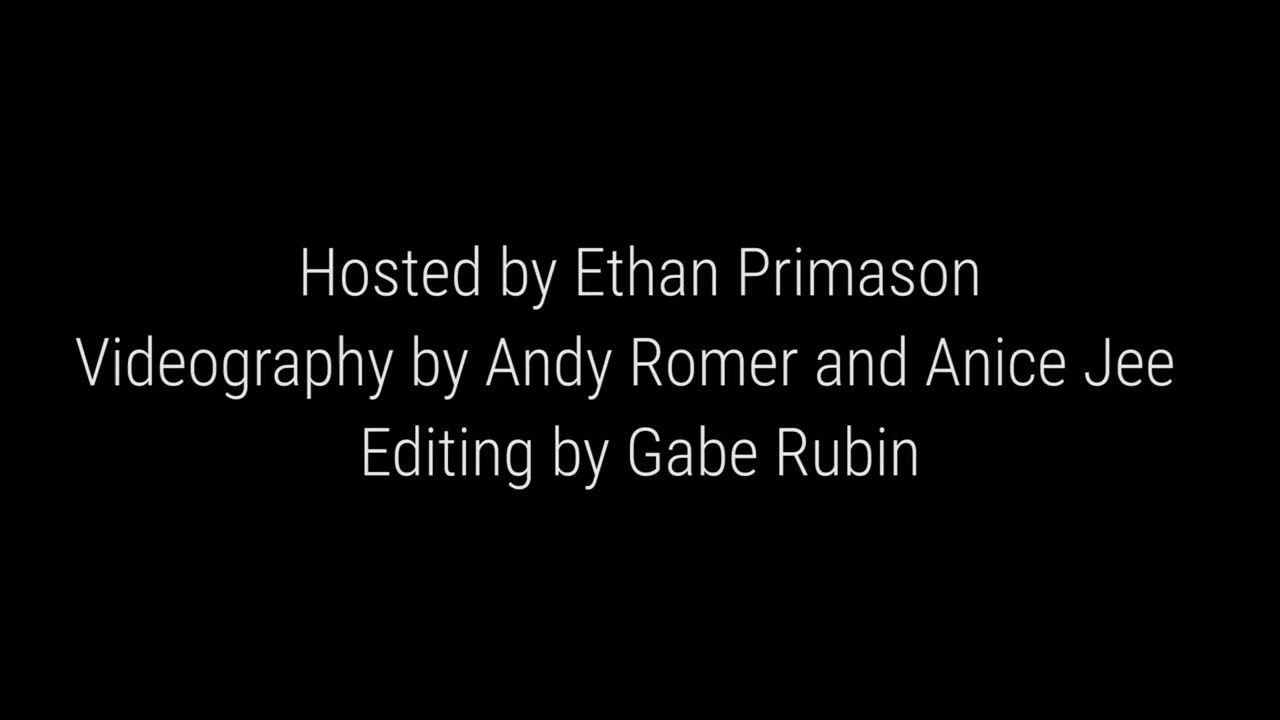 Hosted by Ethan Primason
Videography by Andy Romer and Anice Jee
Editing by Gabe Rubin